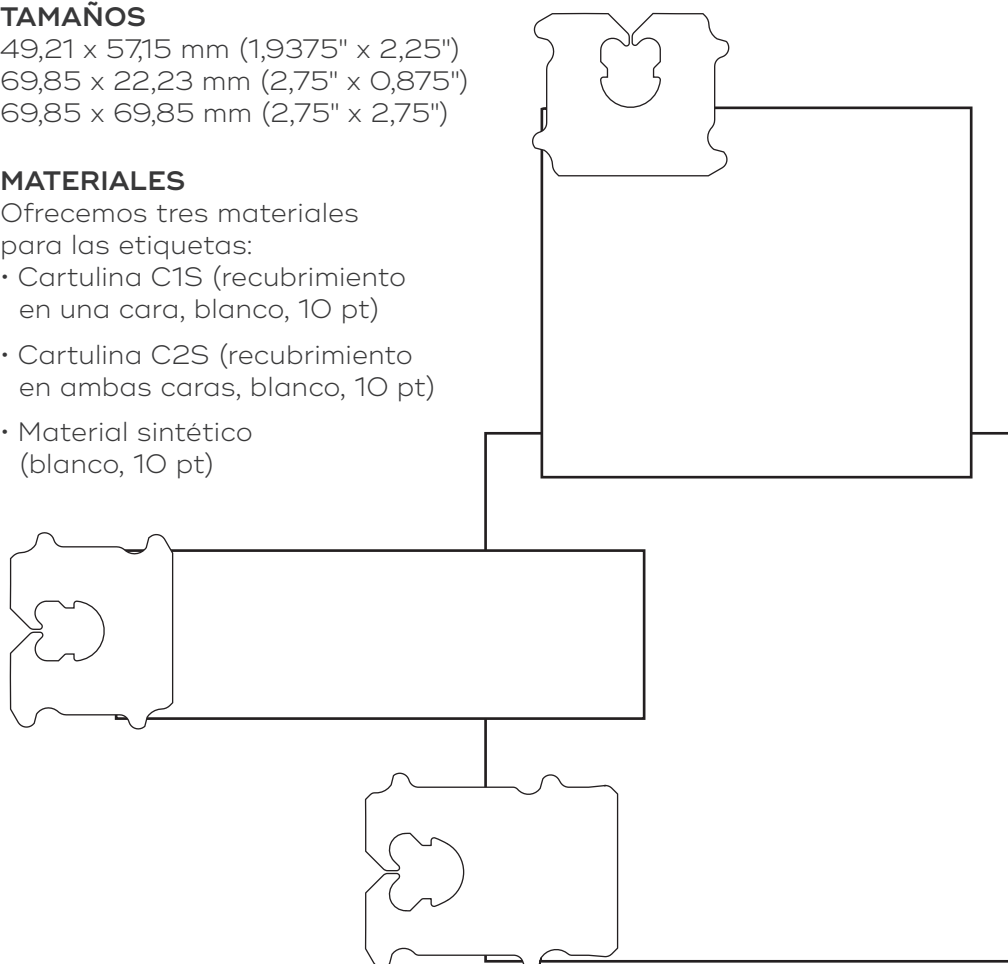 TAMAÑOS
49,21 x 57,15 mm (1,9375" x 2,25")
69,85 x 22,23 mm (2,75" x 0,875")
69,85 x 69,85 mm (2,75" x 2,75")
MATERIALES
Ofrecemos tres materiales
para las etiquetas:
• Cartulina C1S (recubrimiento
en una cara, blanco, 10 pt)
• Cartulina C2S (recubrimiento
en ambas caras, blanco, 10 pt)
• Material sintético
(blanco, 10 pt)